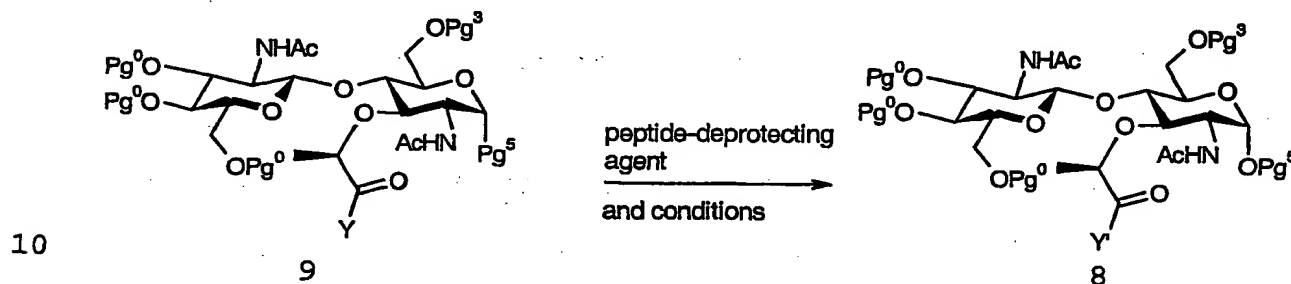 OPg³
NHAc
Pg⁰O
Pg⁰O
O
O
O
O
AcHN
Pg⁵
OPg⁰
O
Y
9
peptide-deprotecting
agent
and conditions
OPg³
NHAc
Pg⁰O
Pg⁰O
O
O
O
O
AcHN
OPg⁵
OPg⁰
O
Y'
8
10